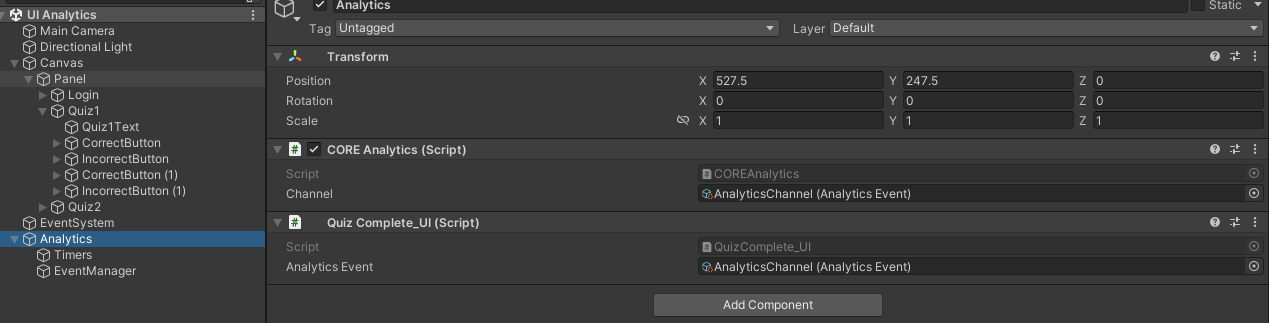 UI Analytics
Main Camera
Directional Light
Canvas
Panel
Login
Quiz1
Quiz1Text
CorrectButton
IncorrectButton
CorrectButton (1)
IncorrectButton (1)
Quiz2
EventSystem
Analytics
Timers
EventManager
Analytics Static
Tag Untagged Layer Default
Transform
Position X 527.5 Y 247.5 Z 0
Rotation X 0 Y 0 Z 0
Scale X 1 Y 1 Z 1
# CORE Analytics (Script)
Script # COREAnalytics
Channel AnalyticsChannel (Analytics Event)
# Quiz Complete_UI (Script)
Script # QuizComplete_UI
Analytics Event AnalyticsChannel (Analytics Event)
Add Component